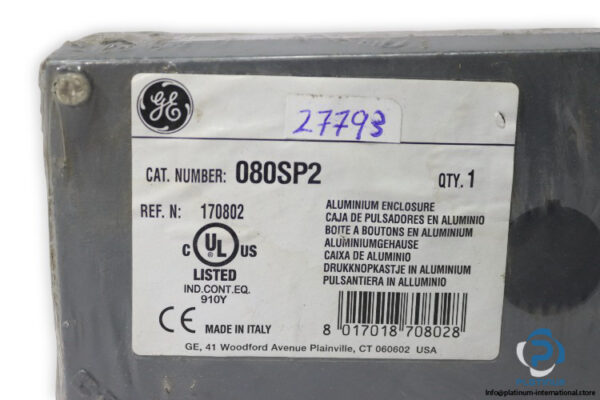 GE
27793
CAT. NUMBER: 080SP2
QTY. 1
REF. N: 170802
C UL US
LISTED
IND.CONT.EQ.
910Y
ALUMINIUM ENCLOSURE
CAJA DE PULSADORES EN ALUMINIO
BOITE A BOUTONS EN ALUMINIUM
ALUMINIUMGEHAUSE
CAIXA DE ALUMINIO
DRUKKNOPKASTJE IN ALUMINIUM
PULSANTIERA IN ALLUMINIO
CE MADE IN ITALY
8 017018 708028
GE, 41 Woodford Avenue Plainville, CT 060602 USA
PLATINUM
Info@platinum-international.store